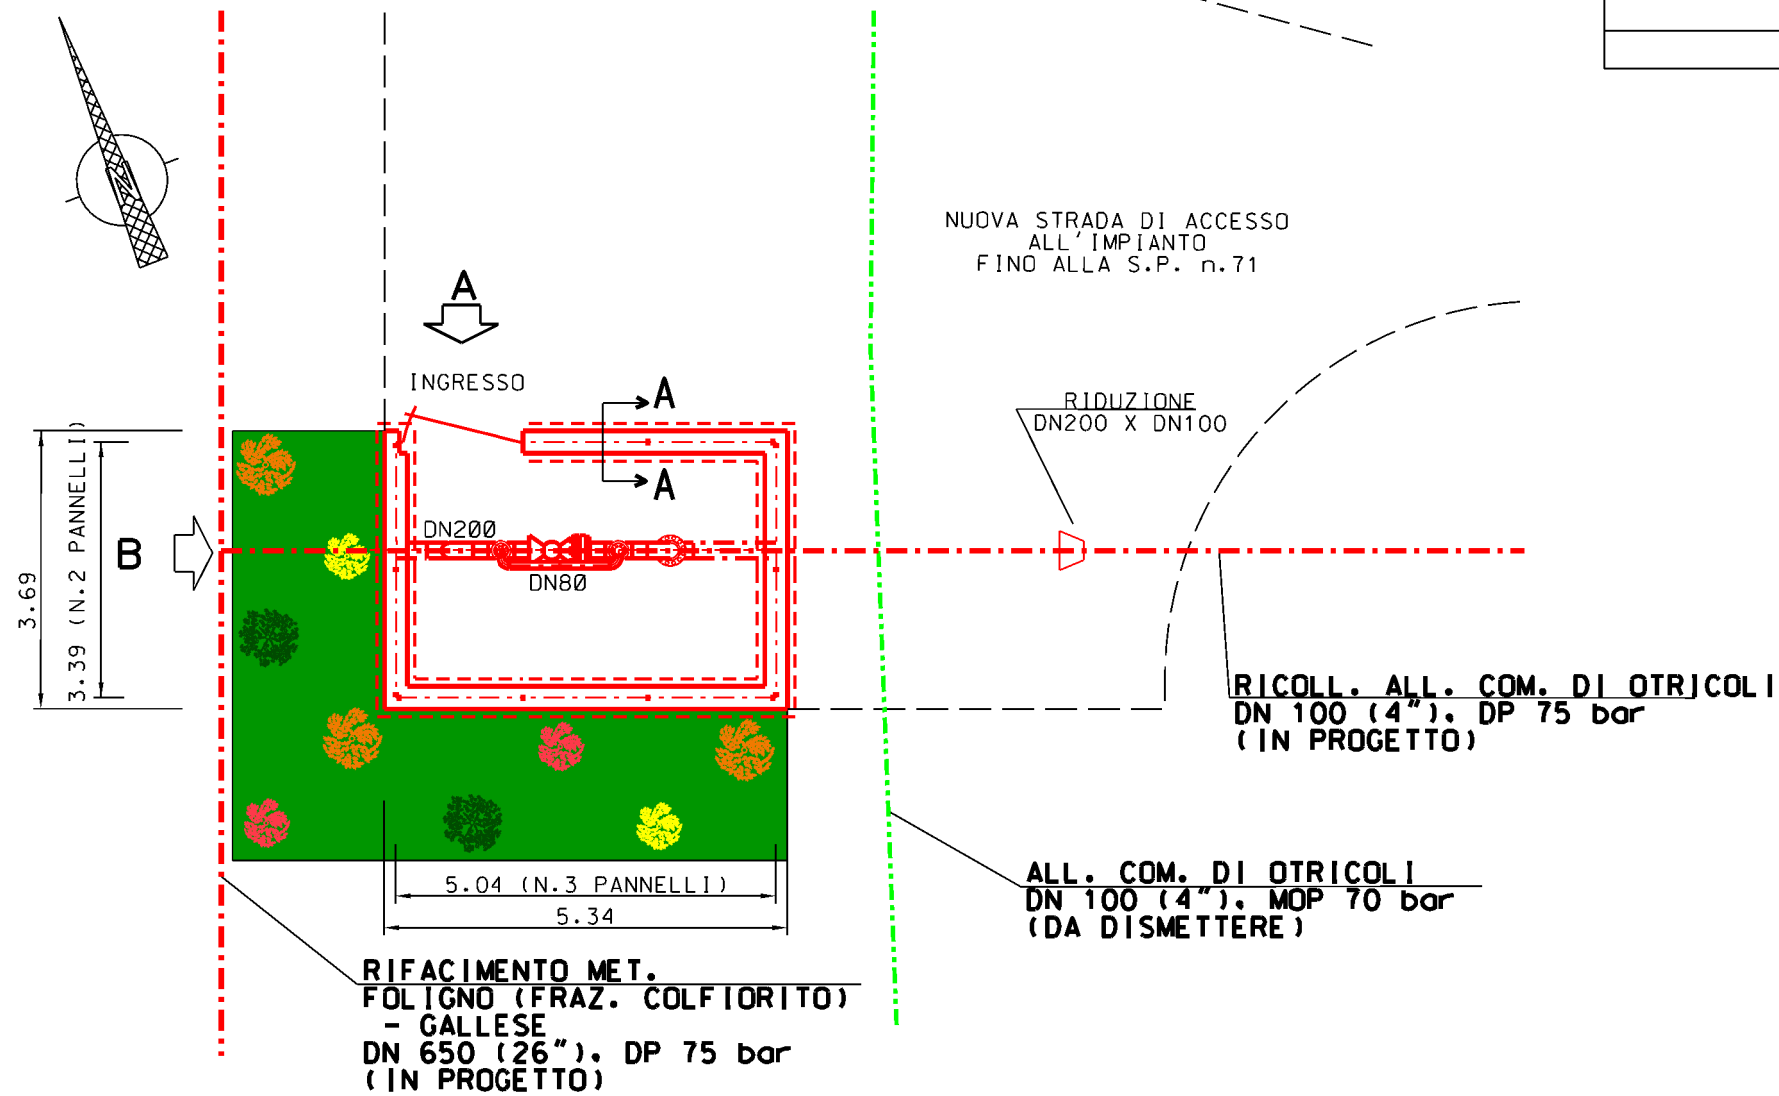 NUOVA STRADA DI ACCESSO
ALL'IMPIANTO
FINO ALLA S.P. n.71
A
INGRESSO
A
A
RIDUZIONE
DN200 X DN100
3.69
3.39 (N.2 PANNELLI)
B
DN200
DN80
RICOLL. ALL. COM. DI OTRICOLI
DN 100 (4"). DP 75 bar
(IN PROGETTO)
ALL. COM. DI OTRICOLI
DN 100 (4"). MOP 70 bar
(DA DISMETTERE)
5.04 (N.3 PANNELLI)
5.34
RIFACIMENTO MET.
FOLIGNO (FRAZ. COLFIORITO)
- GALLESE
DN 650 (26"). DP 75 bar
(IN PROGETTO)